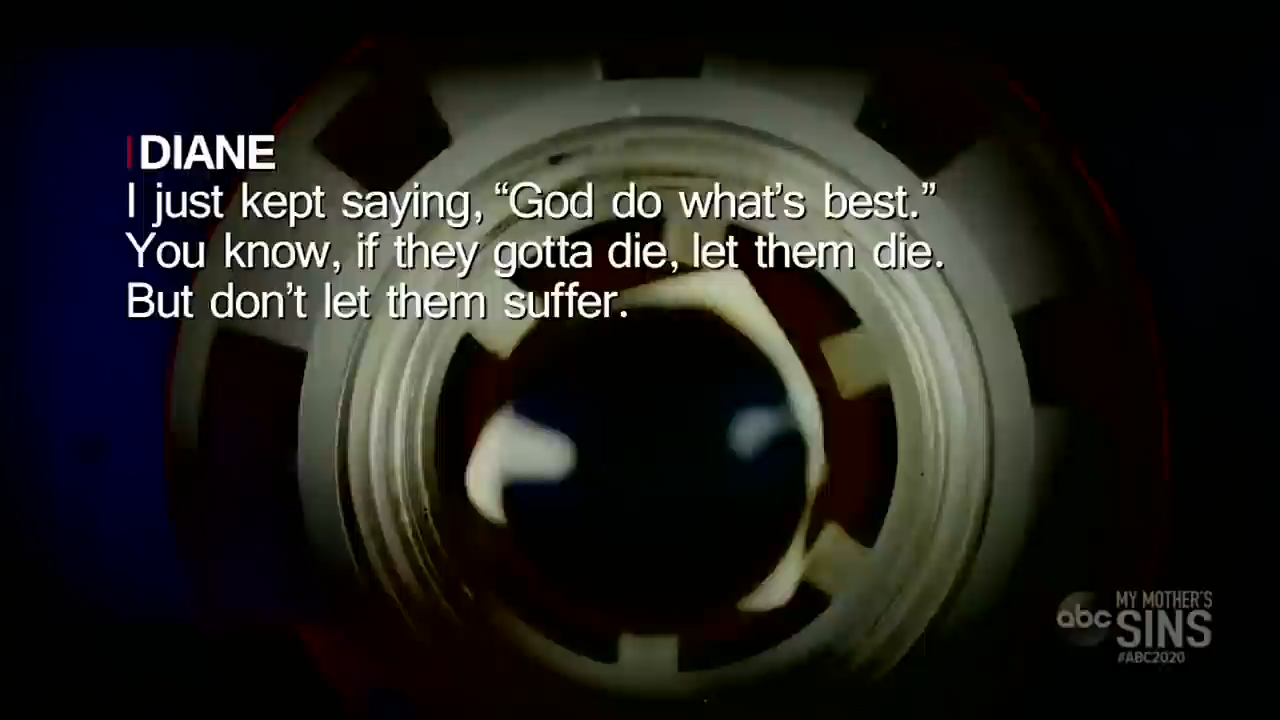 DIANE
I just kept saying, “God do what’s best.”
You know, if they gotta die, let them die.
But don’t let them suffer.
abc
MY MOTHER'S
SINS
#ABC2020